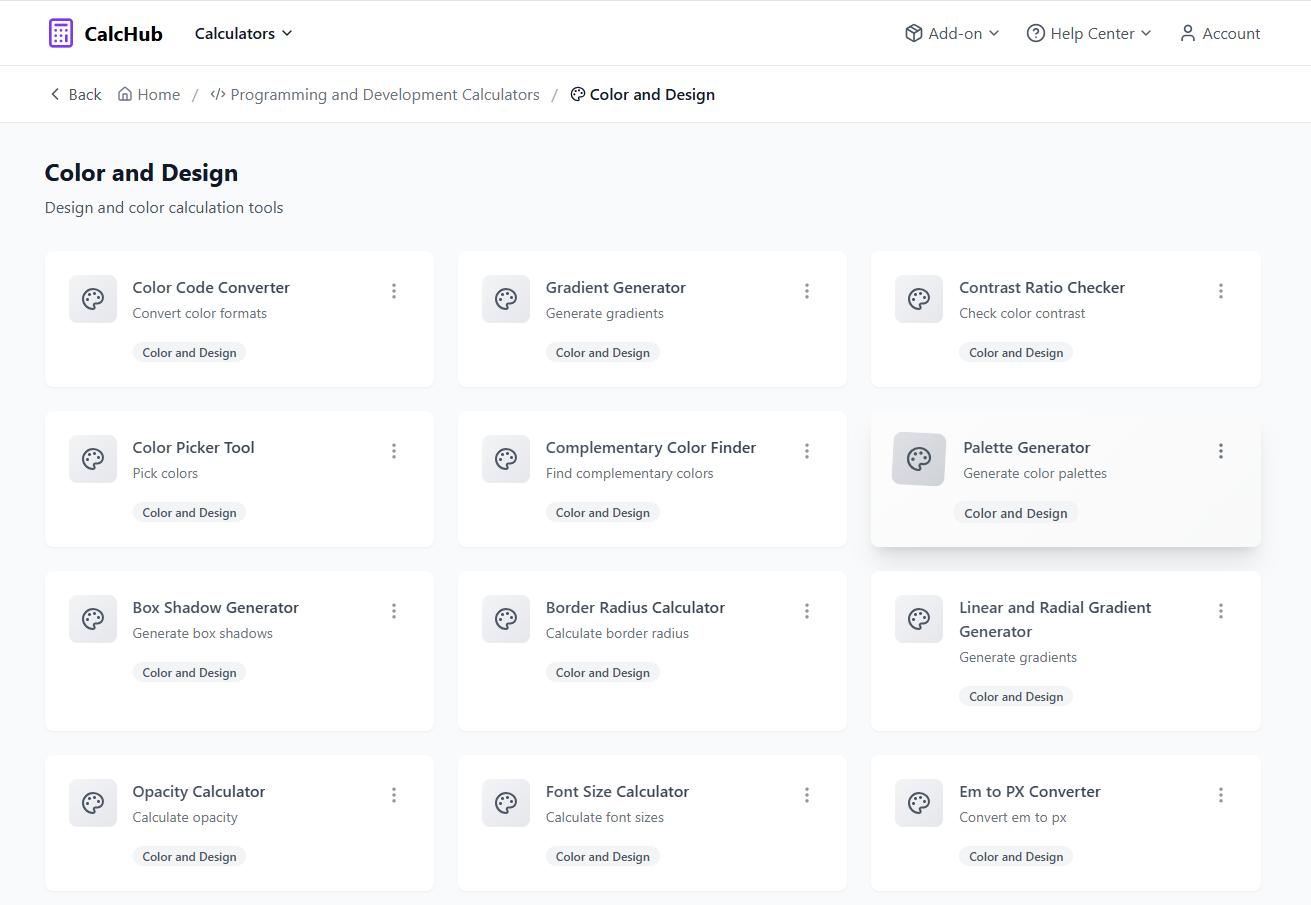 CalcHub Calculators Add-on Help Center Account
Back Home / Programming and Development Calculators / Color and Design
Color and Design
Design and color calculation tools
Color Code Converter
Convert color formats
Color and Design
Gradient Generator
Generate gradients
Color and Design
Contrast Ratio Checker
Check color contrast
Color and Design
Color Picker Tool
Pick colors
Color and Design
Complementary Color Finder
Find complementary colors
Color and Design
Palette Generator
Generate color palettes
Color and Design
Box Shadow Generator
Generate box shadows
Color and Design
Border Radius Calculator
Calculate border radius
Color and Design
Linear and Radial Gradient
Generator
Generate gradients
Color and Design
Opacity Calculator
Calculate opacity
Color and Design
Font Size Calculator
Calculate font sizes
Color and Design
Em to PX Converter
Convert em to px
Color and Design